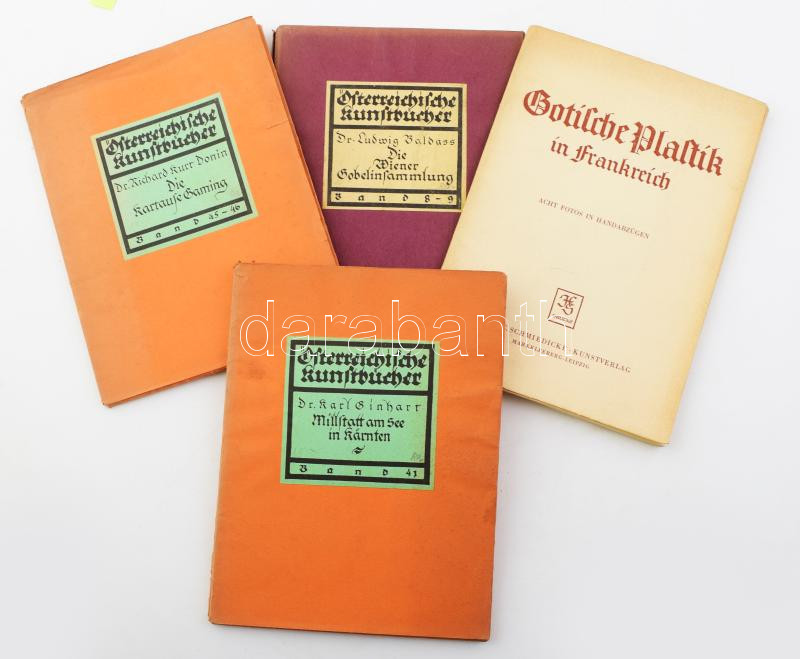 Österreichische
Kunstbücher
Dr. Richard Kurt Donin
Die
Kartause Gaming
Band 45-46
Österreichische
Kunstbücher
Dr. Ludwig Baldass
Die
Wiener
Gobelinsammlung
Band 8-9
Gotische Plastik
in Frankreich
ACHT FOTOS IN HANDABZÜGEN
SCHMIEDICKE KUNSTVERLAG
MARKKLEEBERG-LEIPZIG
darabanth
Österreichische
Kunstbücher
Dr. Karl Ginhart
Millstatt am See
in Kärnten
Band 41